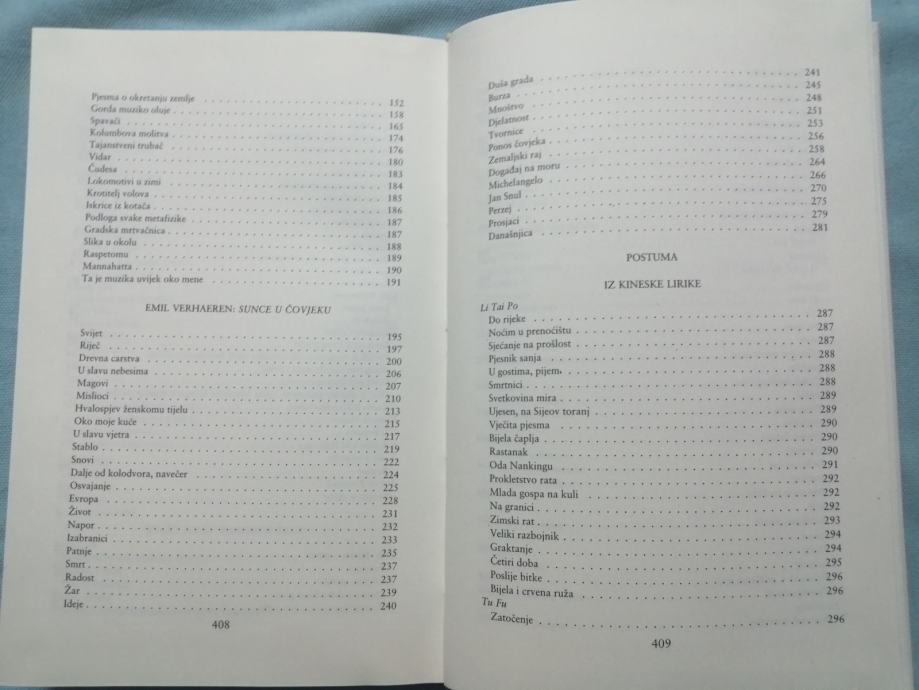 Pjesma o okretanju zemlje . . . . . . . . . . 152
Gorda muziko oluje . . . . . . . . . . 158
Spavači . . . . . . . . . . 165
Kolumbova molitva . . . . . . . . . . 174
Tajanstveni trubač . . . . . . . . . . 176
Vidar . . . . . . . . . . 180
Čudesa . . . . . . . . . . 183
Lokomotivi u zimi . . . . . . . . . . 184
Krotitelj volova . . . . . . . . . . 185
Iskrice iz kotača . . . . . . . . . . 186
Podloga svake metafizike . . . . . . . . . . 187
Gradska mrtvačnica . . . . . . . . . . 187
Slika u okolu . . . . . . . . . . 188
Raspetomu . . . . . . . . . . 189
Mannahatta . . . . . . . . . . 190
Ta je muzika uvijek oko mene . . . . . . . . . . 191
EMIL VERHAEREN: SUNCE U ČOVJEKU
Svijet . . . . . . . . . . 195
Riječ . . . . . . . . . . 197
Drevna carstva . . . . . . . . . . 200
U slavu nebesima . . . . . . . . . . 206
Magovi . . . . . . . . . . 207
Mislioci . . . . . . . . . . 210
Hvalospjev ženskomu tijelu . . . . . . . . . . 213
Oko moje kuće . . . . . . . . . . 215
U slavu vjetra . . . . . . . . . . 217
Stablo . . . . . . . . . . 219
Snovi . . . . . . . . . . 222
Dalje od kolodvora, navečer . . . . . . . . . . 224
Osvajanje . . . . . . . . . . 225
Evropa . . . . . . . . . . 228
Život . . . . . . . . . . 231
Napor . . . . . . . . . . 232
Izabranici . . . . . . . . . . 233
Patnje . . . . . . . . . . 235
Smrt . . . . . . . . . . 237
Radost . . . . . . . . . . 237
Žar . . . . . . . . . . 239
Ideje . . . . . . . . . . 240
408
Duša grada . . . . . . . . . . 241
Burza . . . . . . . . . . 245
Mnoštvo . . . . . . . . . . 248
Djelatnost . . . . . . . . . . 251
Tvornice . . . . . . . . . . 253
Ponos čovjeka . . . . . . . . . . 256
Zemaljski raj . . . . . . . . . . 258
Događaj na moru . . . . . . . . . . 264
Michelangelo . . . . . . . . . . 266
Jan Snul . . . . . . . . . . 270
Perzej . . . . . . . . . . 275
Prosjaci . . . . . . . . . . 279
Današnjica . . . . . . . . . . 281
POSTUMA
IZ KINESKE LIRIKE
Li Tai Po
Do rijeke . . . . . . . . . . 287
Noćim u prenoćištu . . . . . . . . . . 287
Sjećanje na prošlost . . . . . . . . . . 287
Pjesnik sanja . . . . . . . . . . 288
U gostima, pijem . . . . . . . . . . 288
Smrtnici . . . . . . . . . . 288
Svetkovina mira . . . . . . . . . . 289
Ujesen, na Sijeov toranj . . . . . . . . . . 289
Vječita pjesma . . . . . . . . . . 290
Bijela čaplja . . . . . . . . . . 290
Rastanak . . . . . . . . . . 290
Oda Nankingu . . . . . . . . . . 291
Prokletstvo rata . . . . . . . . . . 292
Mlada gospa na kuli . . . . . . . . . . 292
Na granici . . . . . . . . . . 292
Zimski rat . . . . . . . . . . 293
Veliki razbojnik . . . . . . . . . . 294
Graktanje . . . . . . . . . . 294
Četiri doba . . . . . . . . . . 295
Poslije bitke . . . . . . . . . . 296
Bijela i crvena ruža . . . . . . . . . . 296
Tu Fu
Zatočenje . . . . . . . . . . 296
409